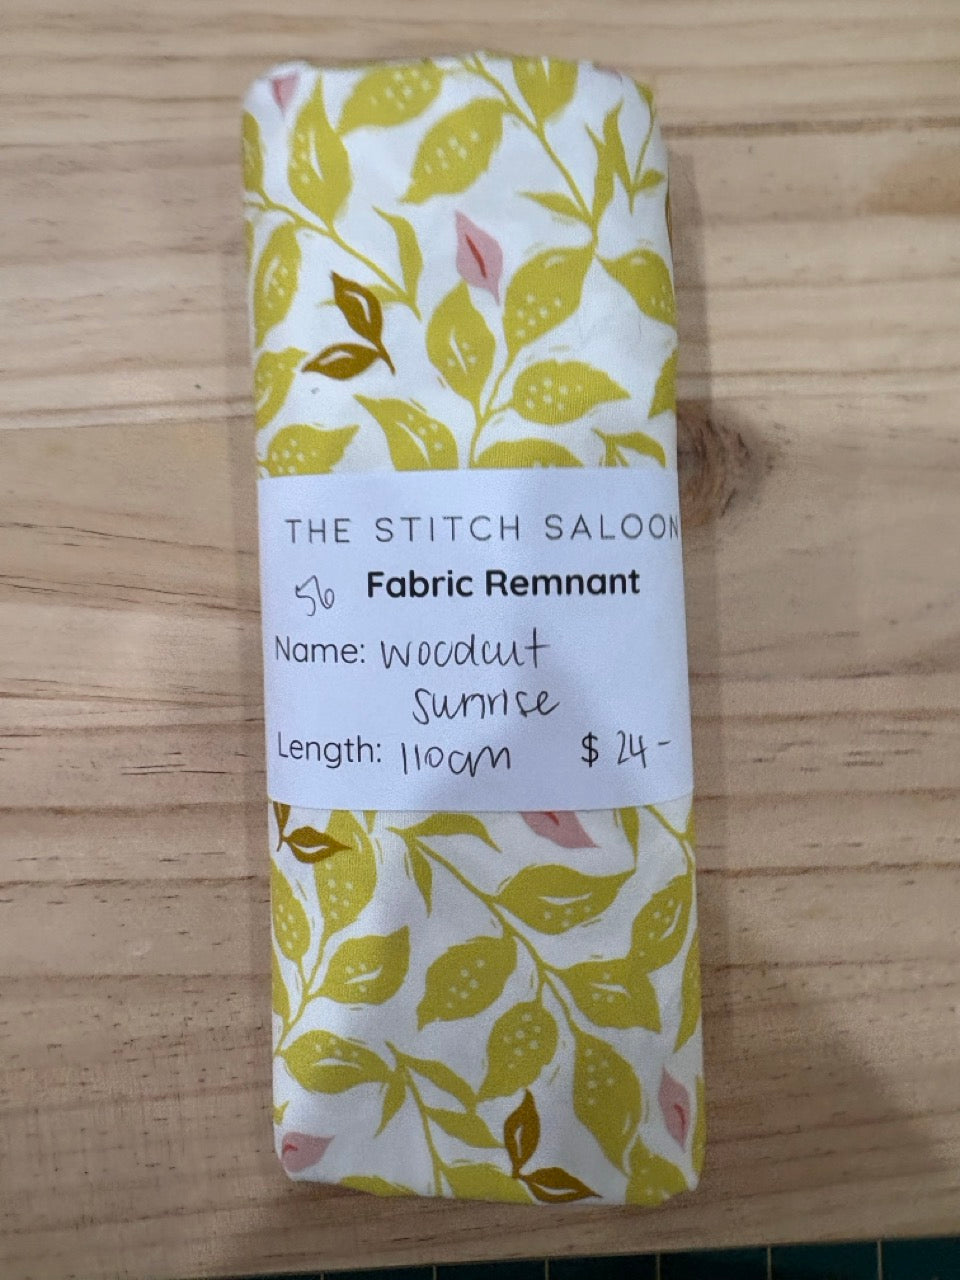 THE STITCH SALOON
56 Fabric Remnant
Name: woodcut
sunrise
Length: 110cm $ 24-